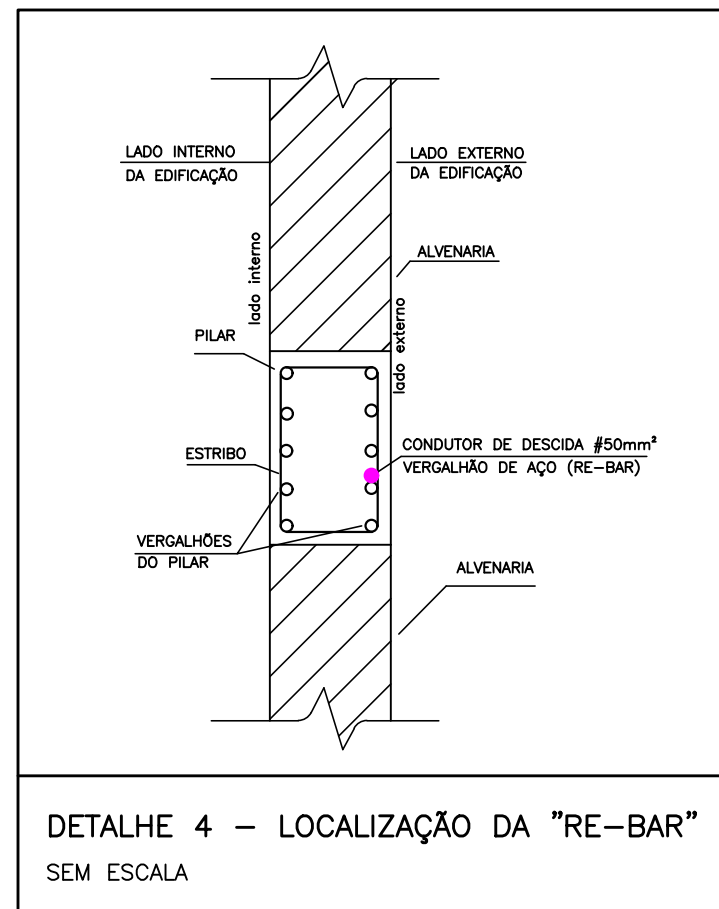 LADO INTERNO
DA EDIFICAÇÃO
LADO EXTERNO
DA EDIFICAÇÃO
lado interno
ALVENARIA
lado externo
PILAR
ESTRIBO
CONDUTOR DE DESCIDA #50mm²
VERGALHÃO DE AÇO (RE-BAR)
VERGALHÕES
DO PILAR
ALVENARIA
DETALHE 4 - LOCALIZAÇÃO DA "RE-BAR"
SEM ESCALA